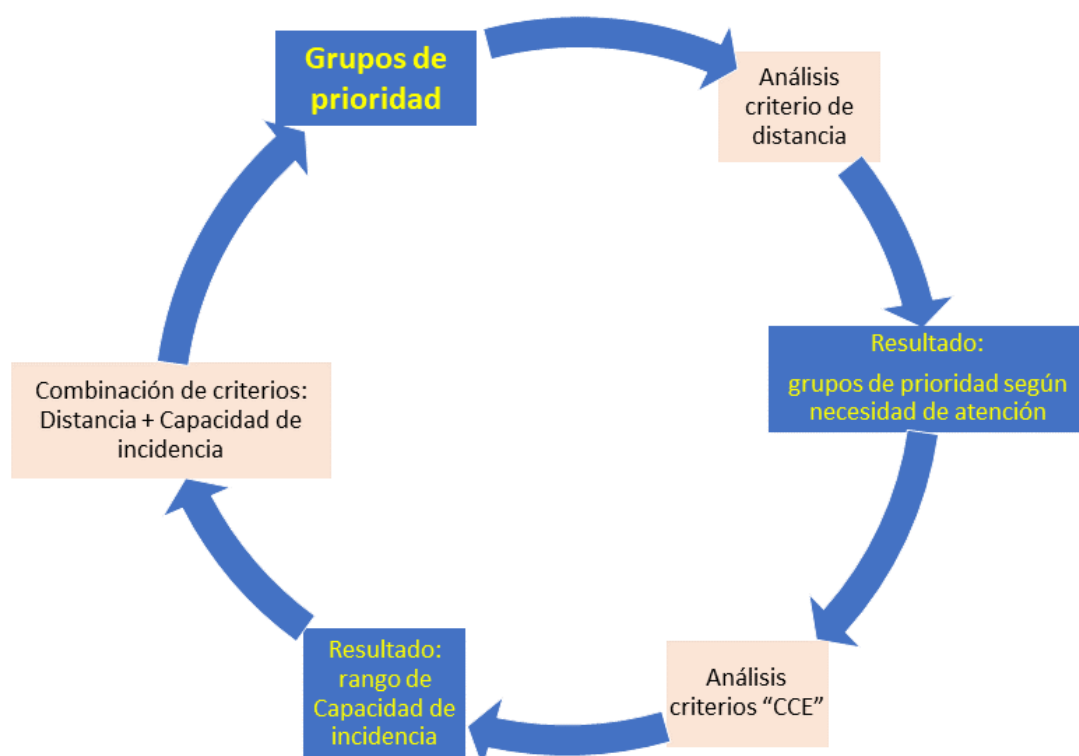 Grupos de
prioridad
Análisis
criterio de
distancia
Resultado:
grupos de prioridad según
necesidad de atención
Análisis
criterios “CCE”
Resultado:
rango de
Capacidad de
incidencia
Combinación de criterios:
Distancia + Capacidad de
incidencia